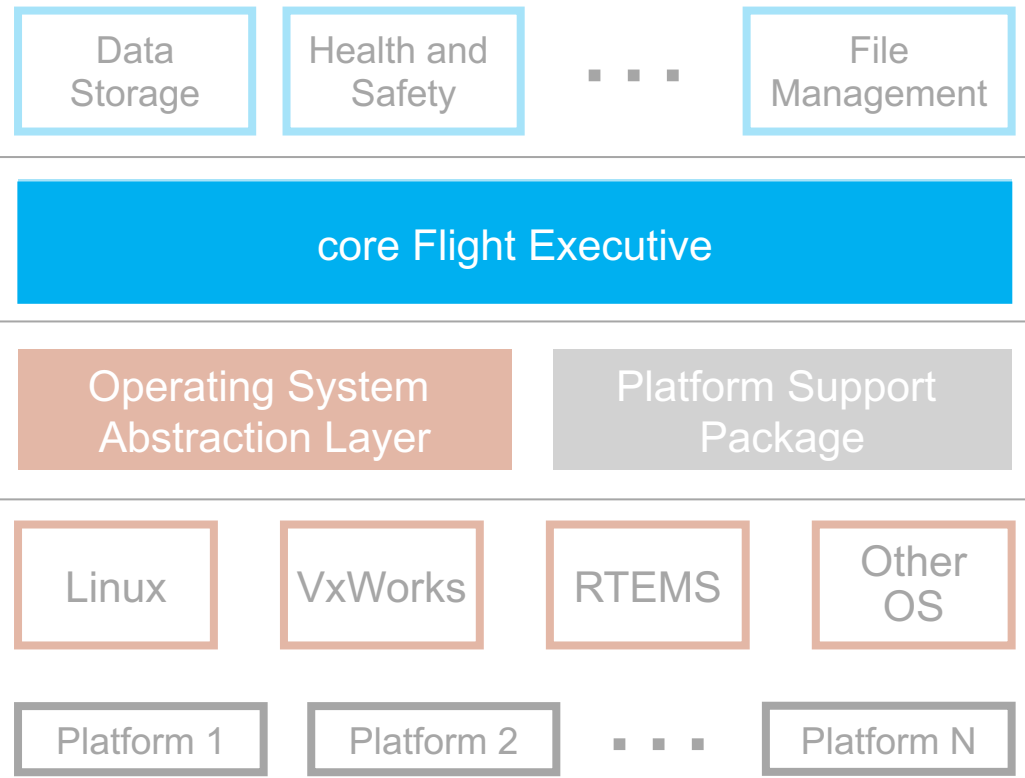 Data
Storage
Health and
Safety
. . .
File
Management
core Flight Executive
Operating System
Abstraction Layer
Platform Support
Package
Linux
VxWorks
RTEMS
Other
OS
Platform 1
Platform 2
. . .
Platform N